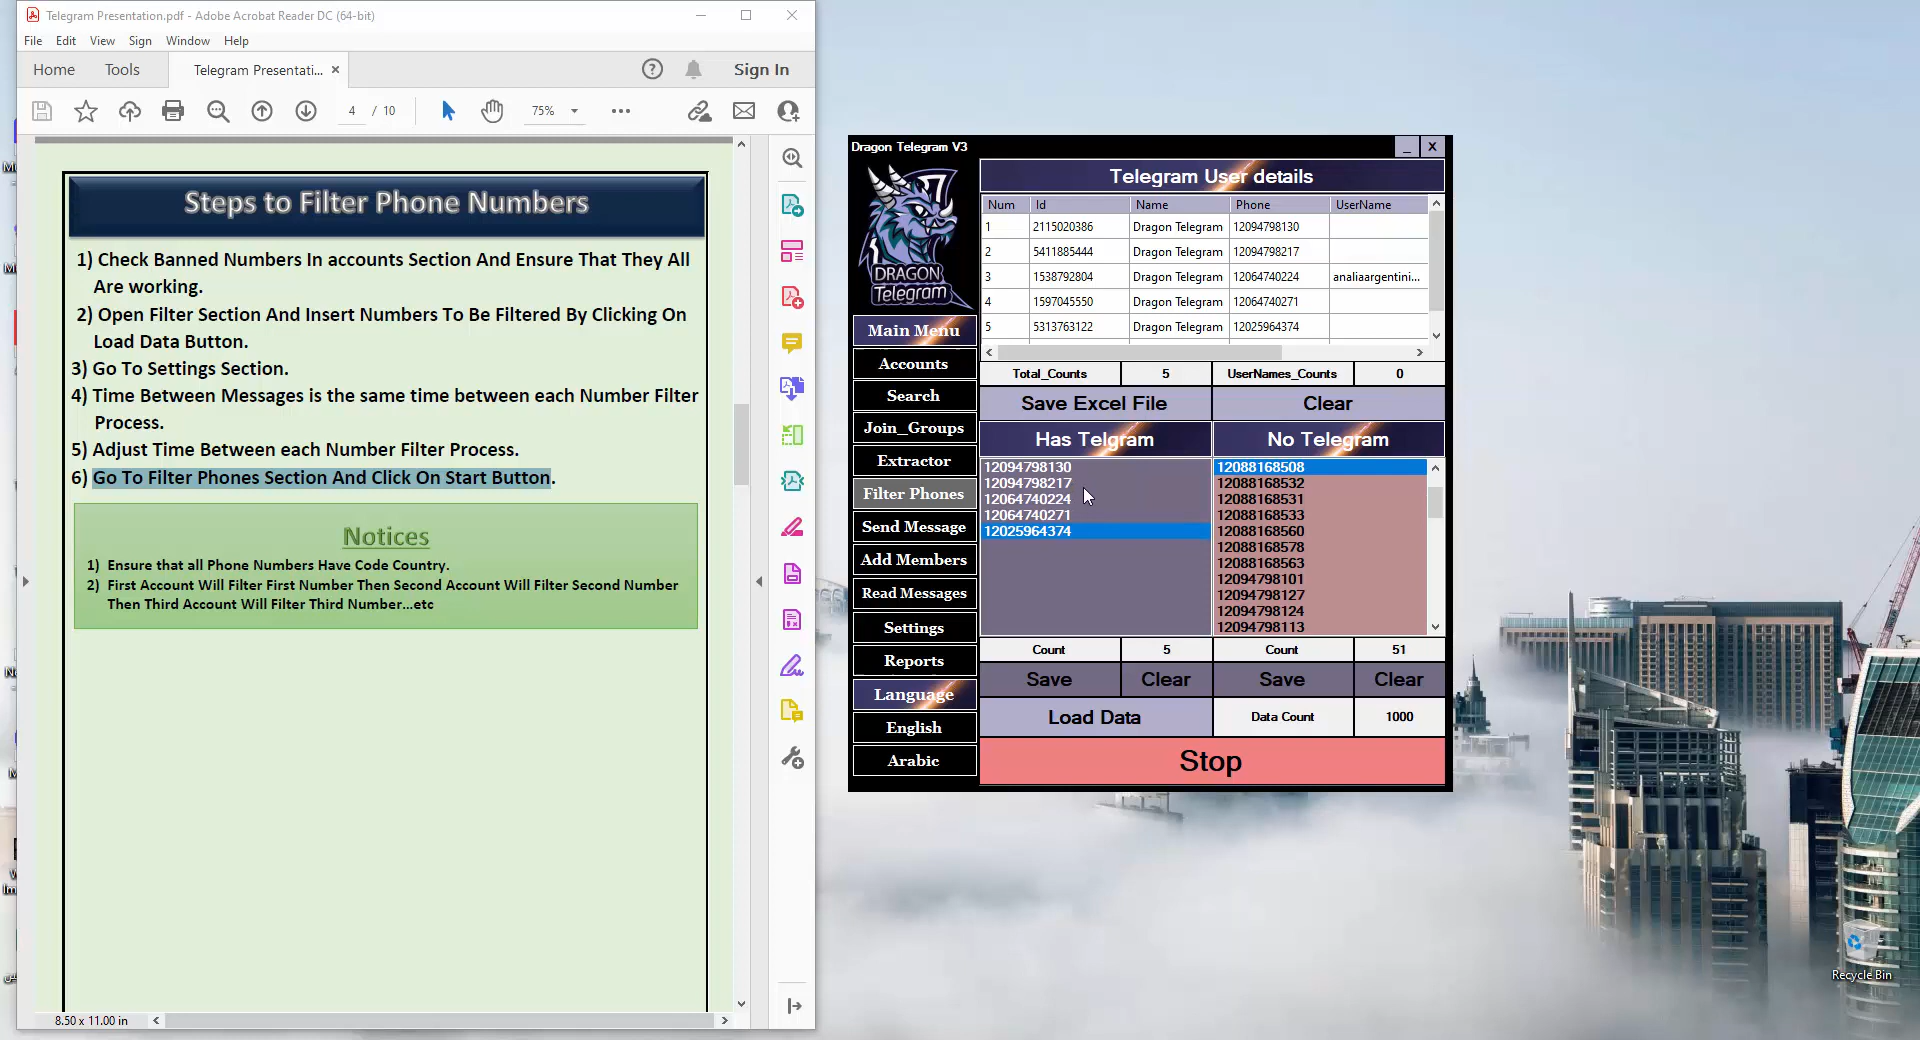 Telegram Presentation.pdf - Adobe Acrobat Reader DC (64-bit)
File Edit View Sign Window Help
Home Tools Telegram Presentati... × Sign In
4 / 10 75%
Steps to Filter Phone Numbers
1) Check Banned Numbers In accounts Section And Ensure That They All
Are working.
2) Open Filter Section And Insert Numbers To Be Filtered By Clicking On
Load Data Button.
3) Go To Settings Section.
4) Time Between Messages is the same time between each Number Filter
Process.
5) Adjust Time Between each Number Filter Process.
6) Go To Filter Phones Section And Click On Start Button.
Notices
1) Ensure that all Phone Numbers Have Code Country.
2) First Account Will Filter First Number Then Second Account Will Filter Second Number
Then Third Account Will Filter Third Number...etc
8.50 x 11.00 in
Dragon Telegram V3
_ X
DRAGON
Telegram
Main Menu
Accounts
Search
Join_Groups
Extractor
Filter Phones
Send Message
Add Members
Read Messages
Settings
Reports
Language
English
Arabic
Telegram User details
Num Id Name Phone UserName
1 2115020386 Dragon Telegram 12094798130
2 5411885444 Dragon Telegram 12094798217
3 1538792804 Dragon Telegram 12064740224 analiaargentini...
4 1597045550 Dragon Telegram 12064740271
5 5313763122 Dragon Telegram 12025964374
Total_Counts 5 UserNames_Counts 0
Save Excel File Clear
Has Telgram No Telegram
12094798130 12088168508
12094798217 12088168532
12064740224 12088168531
12064740271 12088168533
12025964374 12088168560
12088168578
12088168563
12094798101
12094798127
12094798124
12094798113
Count 5 Count 51
Save Clear Save Clear
Load Data Data Count 1000
Stop
Recycle Bin